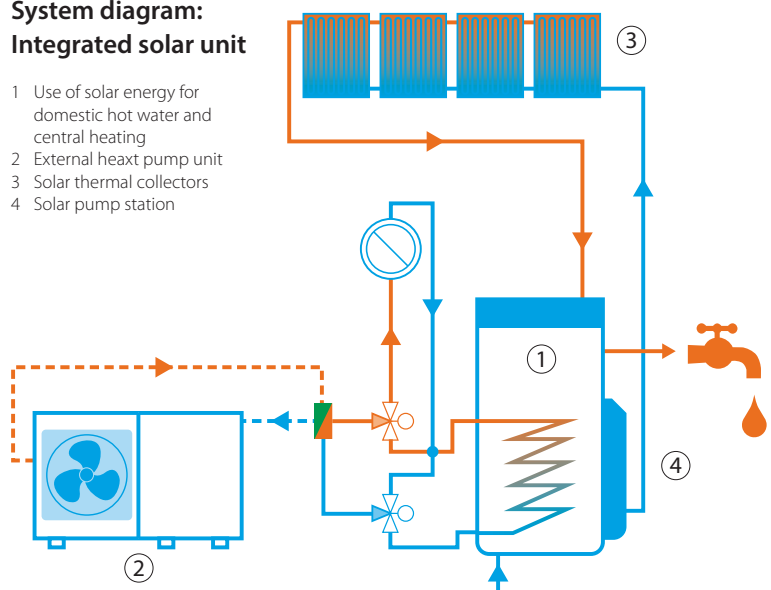 System diagram:
Integrated solar unit
1 Use of solar energy for
domestic hot water and
central heating
2 External heaxt pump unit
3 Solar thermal collectors
4 Solar pump station
3
1
4
2